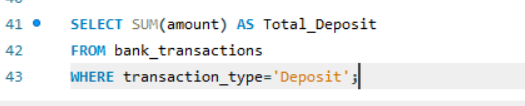 41 SELECT SUM(amount) AS Total_Deposit
42 FROM bank_transactions
43 WHERE transaction_type='Deposit';